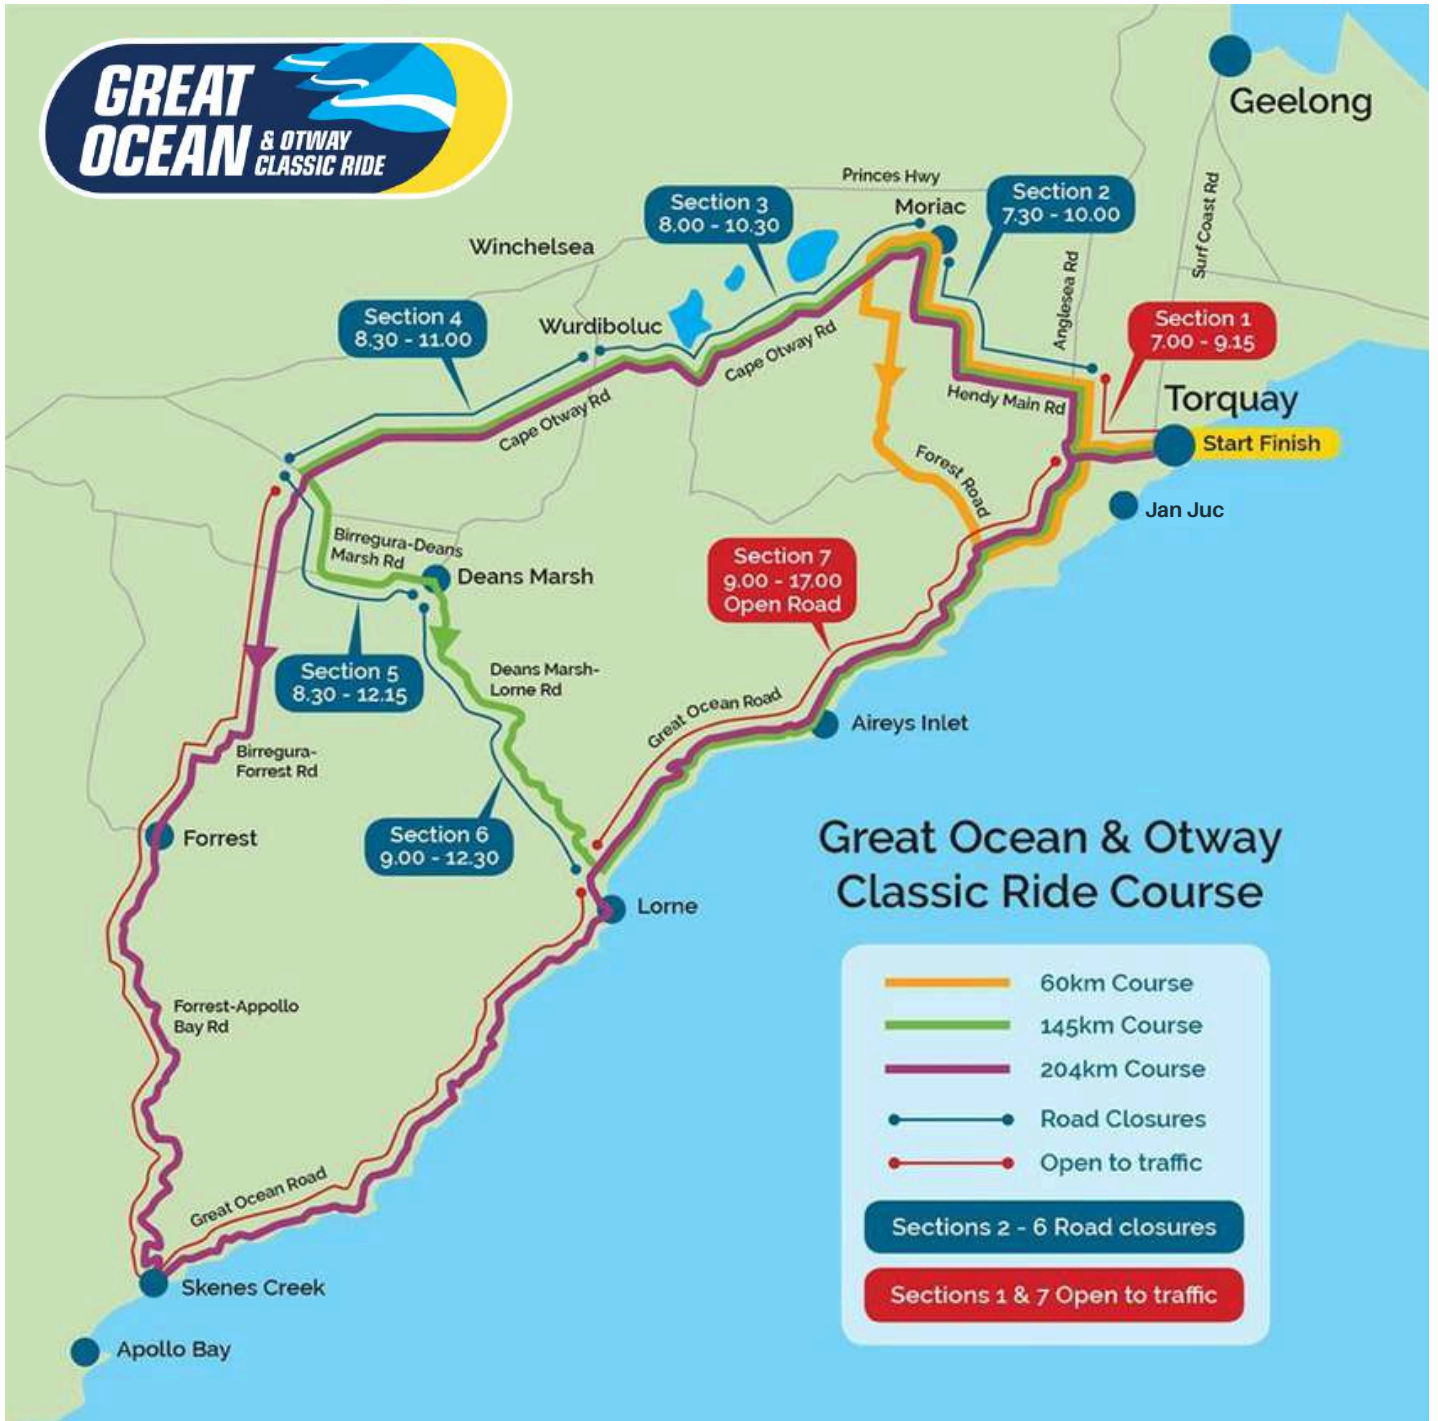 GREAT
OCEAN
& OTWAY
CLASSIC RIDE
Geelong
Princes Hwy
Surf Coast Rd
Moriac
Section 2
7.30 - 10.00
Section 3
8.00 - 10.30
Winchelsea
Anglesea Rd
Section 4
8.30 - 11.00
Wurdiboluc
Cape Otway Rd
Section 1
7.00 - 9.15
Torquay
Start Finish
Hendy Main Rd
Cape Otway Rd
Forest Road
Jan Juc
Birregura-Deans
Marsh Rd
Deans Marsh
Section 7
9.00 - 17.00
Open Road
Section 5
8.30 - 12.15
Deans Marsh-
Lorne Rd
Great Ocean Road
Aireys Inlet
Birregura-
Forrest Rd
Forrest
Section 6
9.00 - 12.30
Lorne
Forrest-Appollo
Bay Rd
Great Ocean Road
Skenes Creek
Apollo Bay
Great Ocean & Otway
Classic Ride Course
60km Course
145km Course
204km Course
Road Closures
Open to traffic
Sections 2 - 6 Road closures
Sections 1 & 7 Open to traffic